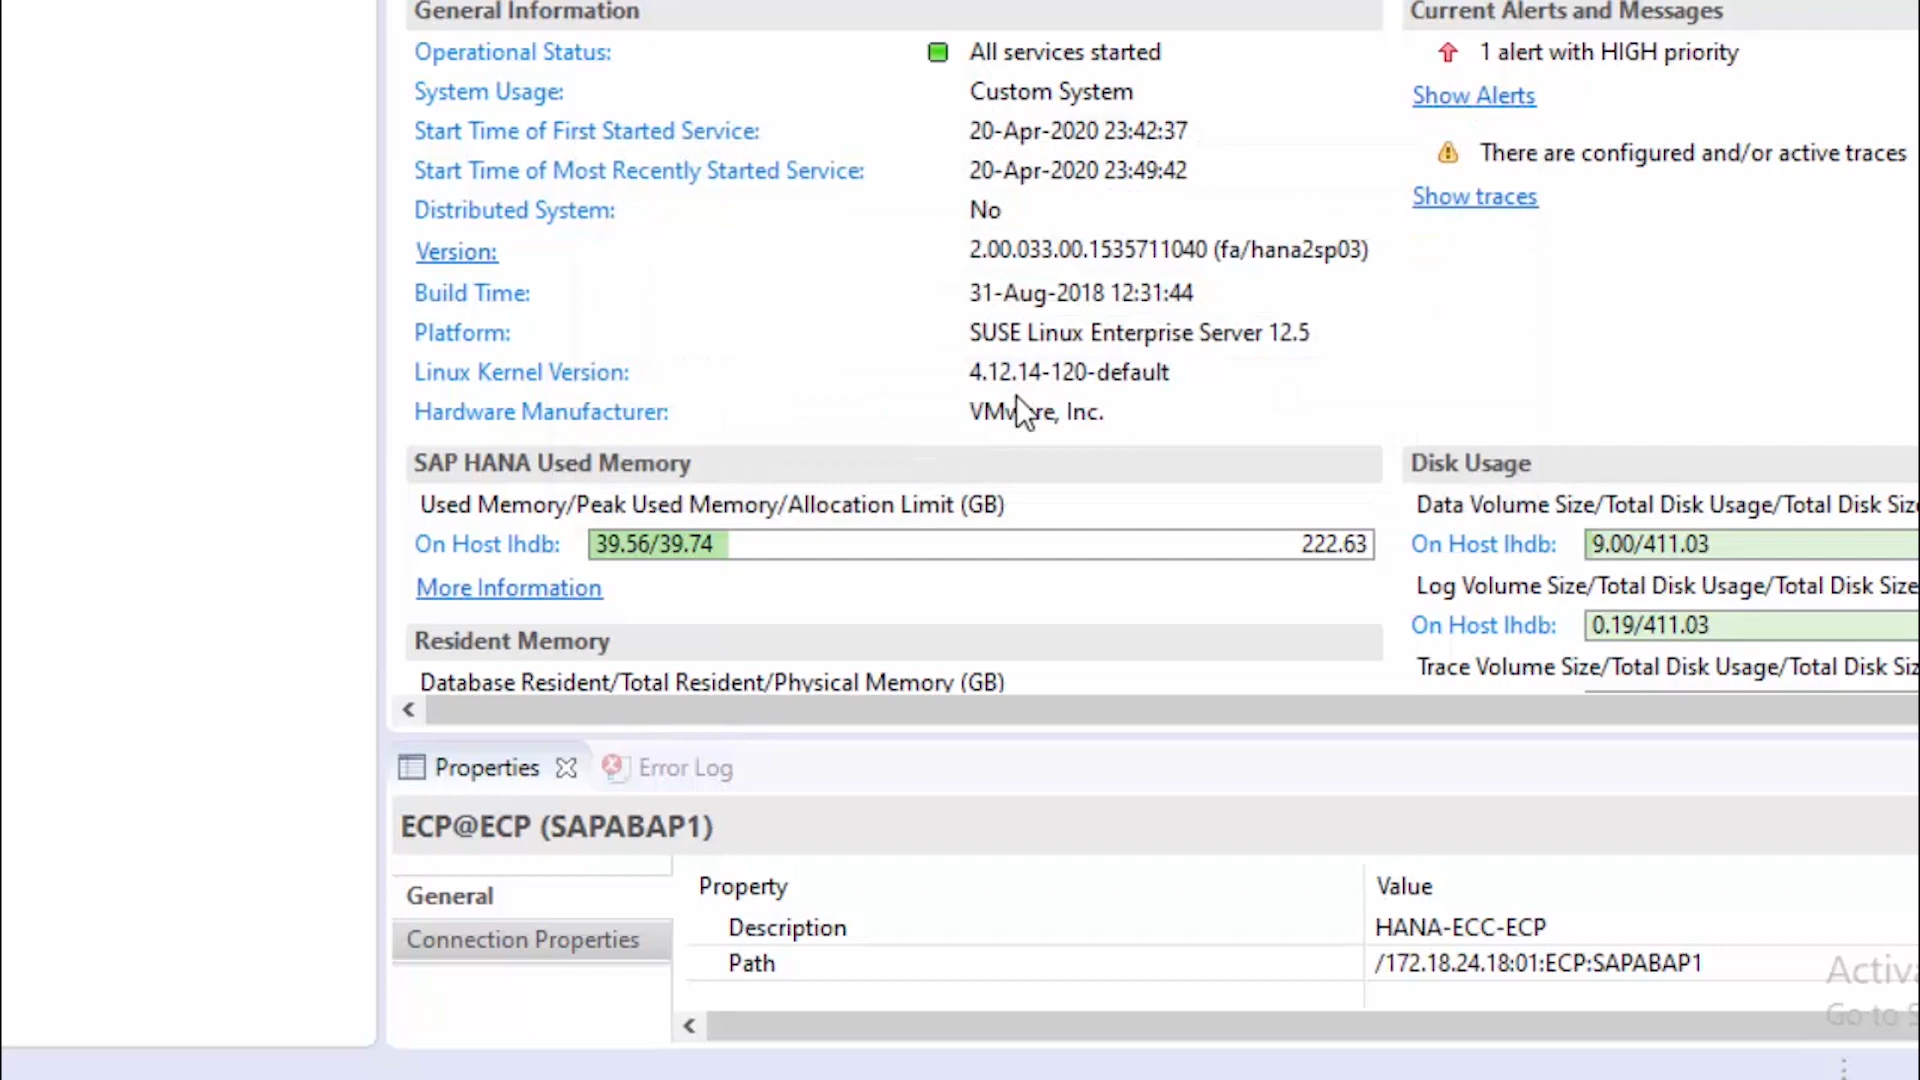 General Information
Operational Status: All services started
System Usage: Custom System
Start Time of First Started Service: 20-Apr-2020 23:42:37
Start Time of Most Recently Started Service: 20-Apr-2020 23:49:42
Distributed System: No
Version: 2.00.033.00.1535711040 (fa/hana2sp03)
Build Time: 31-Aug-2018 12:31:44
Platform: SUSE Linux Enterprise Server 12.5
Linux Kernel Version: 4.12.14-120-default
Hardware Manufacturer: VMware, Inc.
Current Alerts and Messages
1 alert with HIGH priority
Show Alerts
There are configured and/or active traces
Show traces
SAP HANA Used Memory
Used Memory/Peak Used Memory/Allocation Limit (GB)
On Host lhdb: 39.56/39.74 222.63
More Information
Resident Memory
Database Resident/Total Resident/Physical Memory (GB)
Disk Usage
Data Volume Size/Total Disk Usage/Total Disk
On Host lhdb: 9.00/411.03
Log Volume Size/Total Disk Usage/Total Disk Size
On Host lhdb: 0.19/411.03
Trace Volume Size/Total Disk Usage/Total Disk
Properties Error Log
ECP@ECP (SAPABAP1)
General
Connection Properties
Property Value
Description HANA-ECC-ECP
Path /172.18.24.18:01:ECP:SAPABAP1
Go to